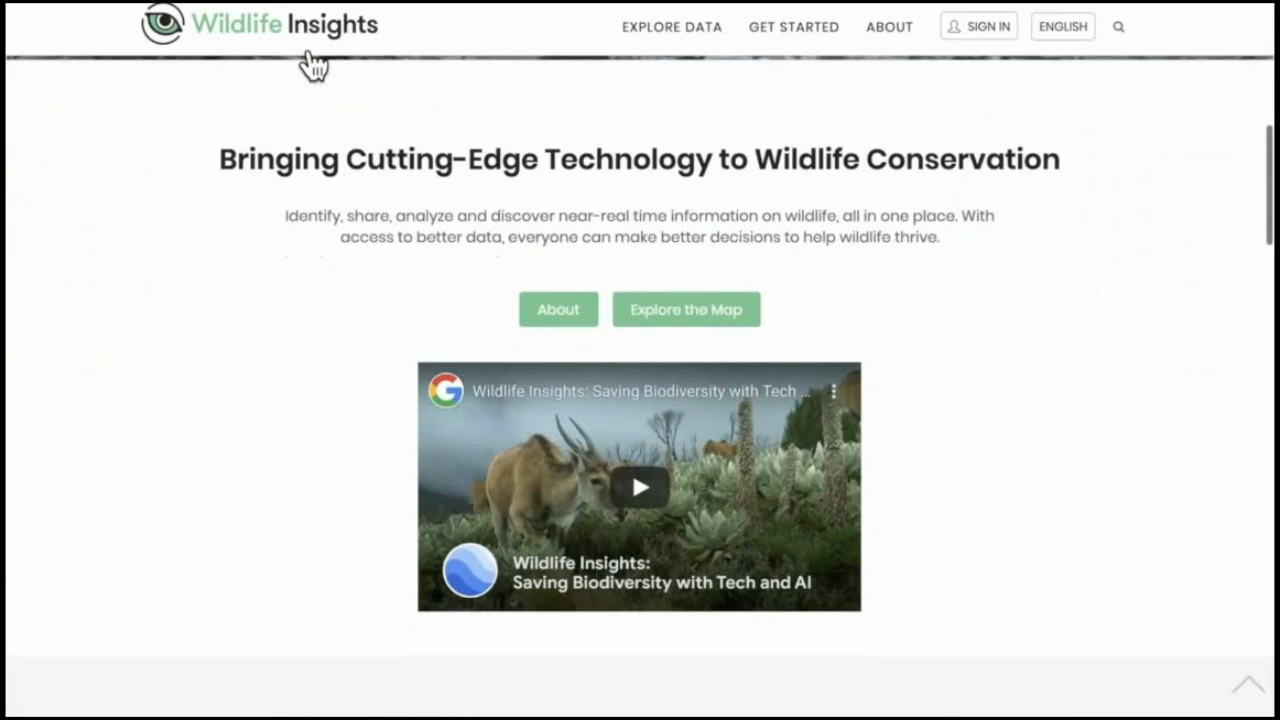 Wildlife Insights
EXPLORE DATA
GET STARTED
ABOUT
SIGN IN
ENGLISH
Bringing Cutting-Edge Technology to Wildlife Conservation
Identify, share, analyze and discover near-real time information on wildlife, all in one place. With
access to better data, everyone can make better decisions to help wildlife thrive.
About
Explore the Map
Wildlife Insights: Saving Biodiversity with Tech ...
Wildlife Insights:
Saving Biodiversity with Tech and AI